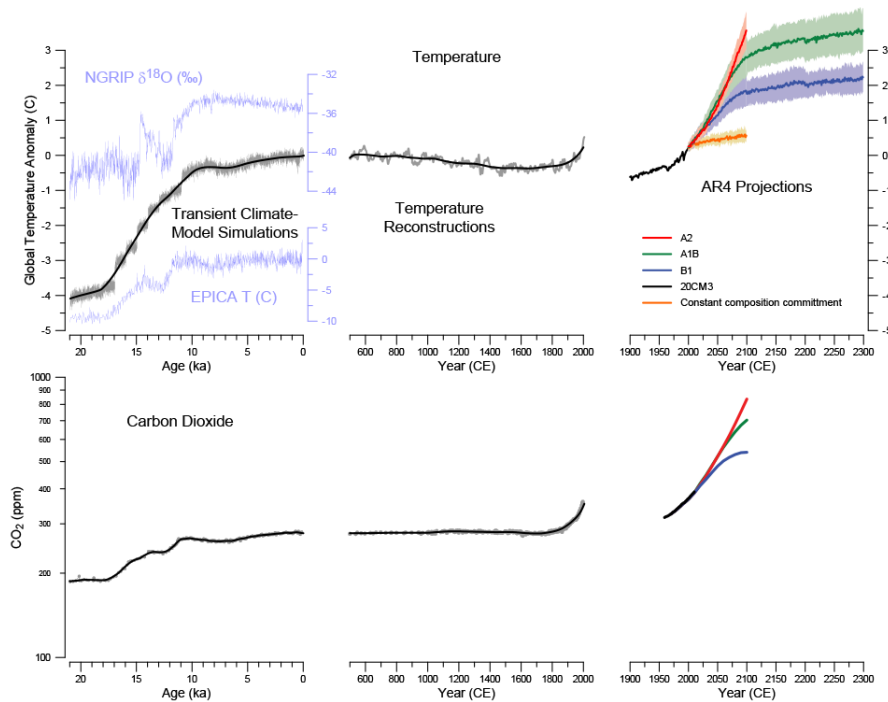 Temperature
NGRIP δ18O (‰)
Transient Climate-
Model Simulations
EPICA T (C)
Temperature
Reconstructions
AR4 Projections
A2
A1B
B1
20CM3
Constant composition committment
Global Temperature Anomaly (C)
3
2
1
0
-1
-2
-3
-4
-5
-32
-36
-40
-44
5
0
-5
-10
3
2
1
0
-1
-2
-3
-4
-5
20 15 10 5 0
Age (ka)
600 800 1000 1200 1400 1600 1800 2000
Year (CE)
1900 1950 2000 2050 2100 2150 2200 2250 2300
Year (CE)
Carbon Dioxide
CO2 (ppm)
1000
900
800
700
600
500
400
300
200
100
20 15 10 5 0
Age (ka)
600 800 1000 1200 1400 1600 1800 2000
Year (CE)
1900 1950 2000 2050 2100 2150 2200 2250 2300
Year (CE)